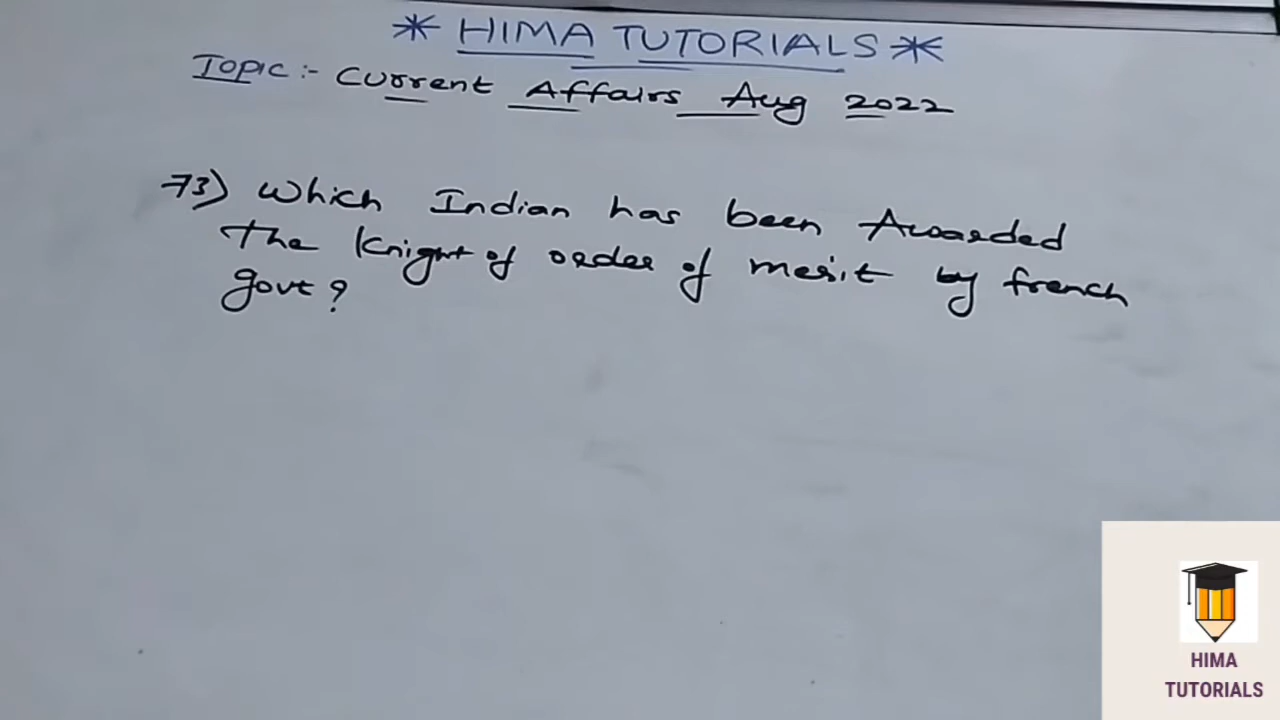 * HIMA TUTORIALS *
Topic :- Current Affairs Aug 2022
73) Which Indian has been Awarded
The Knight of order of merit by french
govt?
HIMA
TUTORIALS